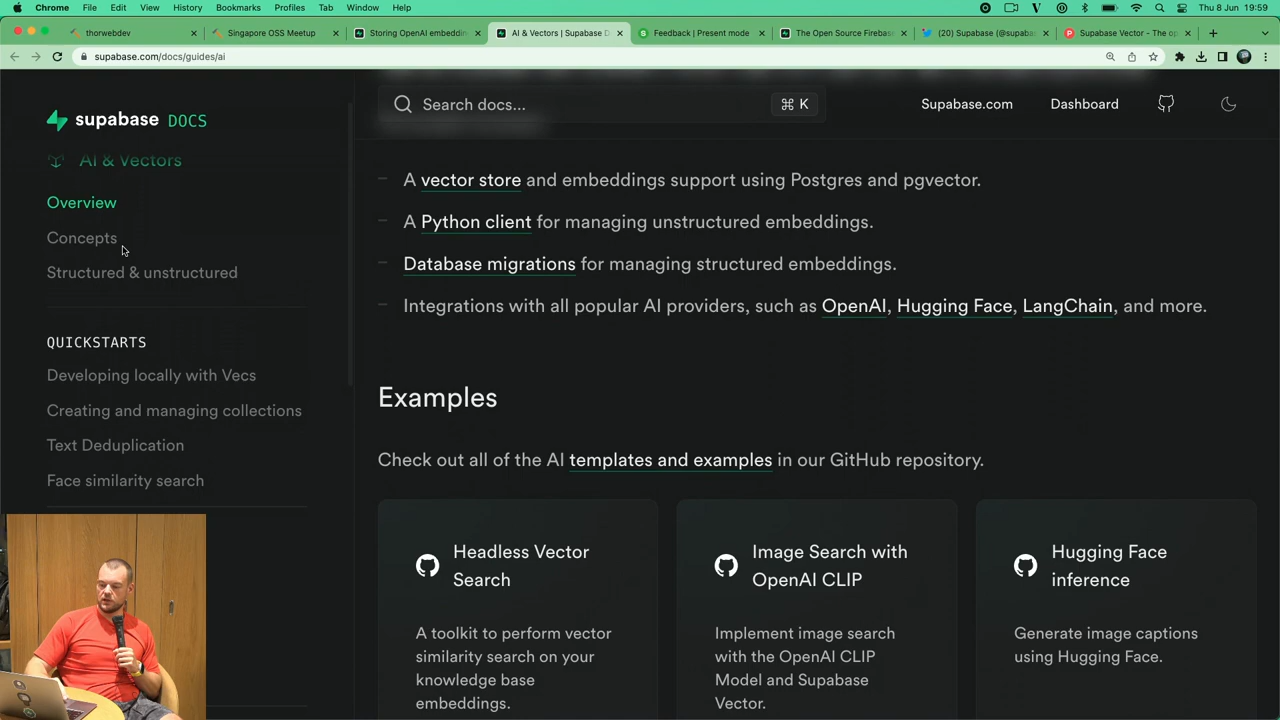 Chrome File Edit View History Bookmarks Profiles Tab Window Help Thu 8 Jun 19:59
thorwebdev Singapore OSS Meetup Storing OpenAI embeddin AI & Vectors | Supabase D Feedback | Present mode The Open Source Firebas (20) Supabase (@supabas Supabase Vector - The op
supabase.com/docs/guides/ai
supabase DOCS
Search docs... ⌘ K Supabase.com Dashboard
AI & Vectors
Overview
Concepts
Structured & unstructured
QUICKSTARTS
Developing locally with Vecs
Creating and managing collections
Text Deduplication
Face similarity search
– A vector store and embeddings support using Postgres and pgvector.
– A Python client for managing unstructured embeddings.
– Database migrations for managing structured embeddings.
– Integrations with all popular AI providers, such as OpenAI, Hugging Face, LangChain, and more.
Examples
Check out all of the AI templates and examples in our GitHub repository.
Headless Vector
Search
A toolkit to perform vector
similarity search on your
knowledge base
embeddings.
Image Search with
OpenAI CLIP
Implement image search
with the OpenAI CLIP
Model and Supabase
Vector.
Hugging Face
inference
Generate image captions
using Hugging Face.